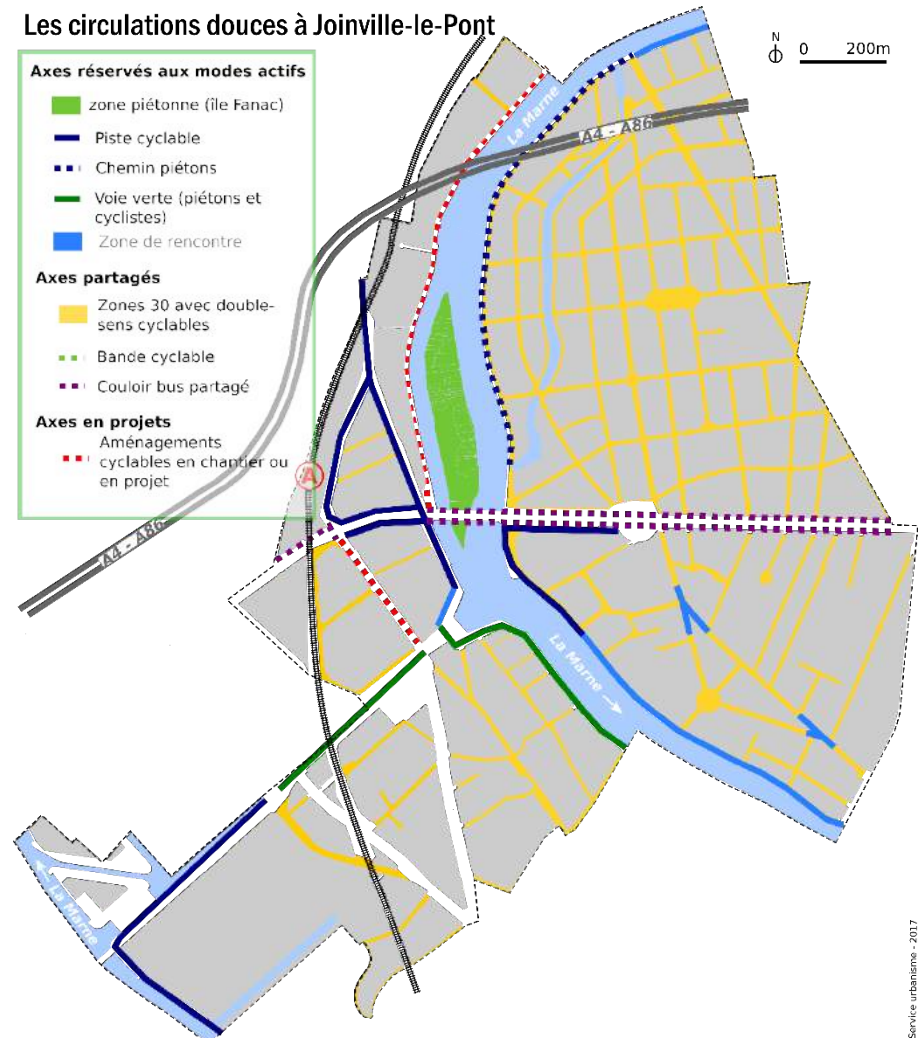 Les circulations douces à Joinville-le-Pont
N
0 200m
Axes réservés aux modes actifs
zone piétonne (île Fanac)
Piste cyclable
Chemin piétons
Voie verte (piétons et
cyclistes)
Zone de rencontre
Axes partagés
Zones 30 avec double-
sens cyclables
Bande cyclable
Couloir bus partagé
Axes en projets
Aménagements
cyclables en chantier ou
en projet
La Marne
A4 - A86
A
A4 - A86
La Marne →
← La Marne
Service urbanisme - 2017